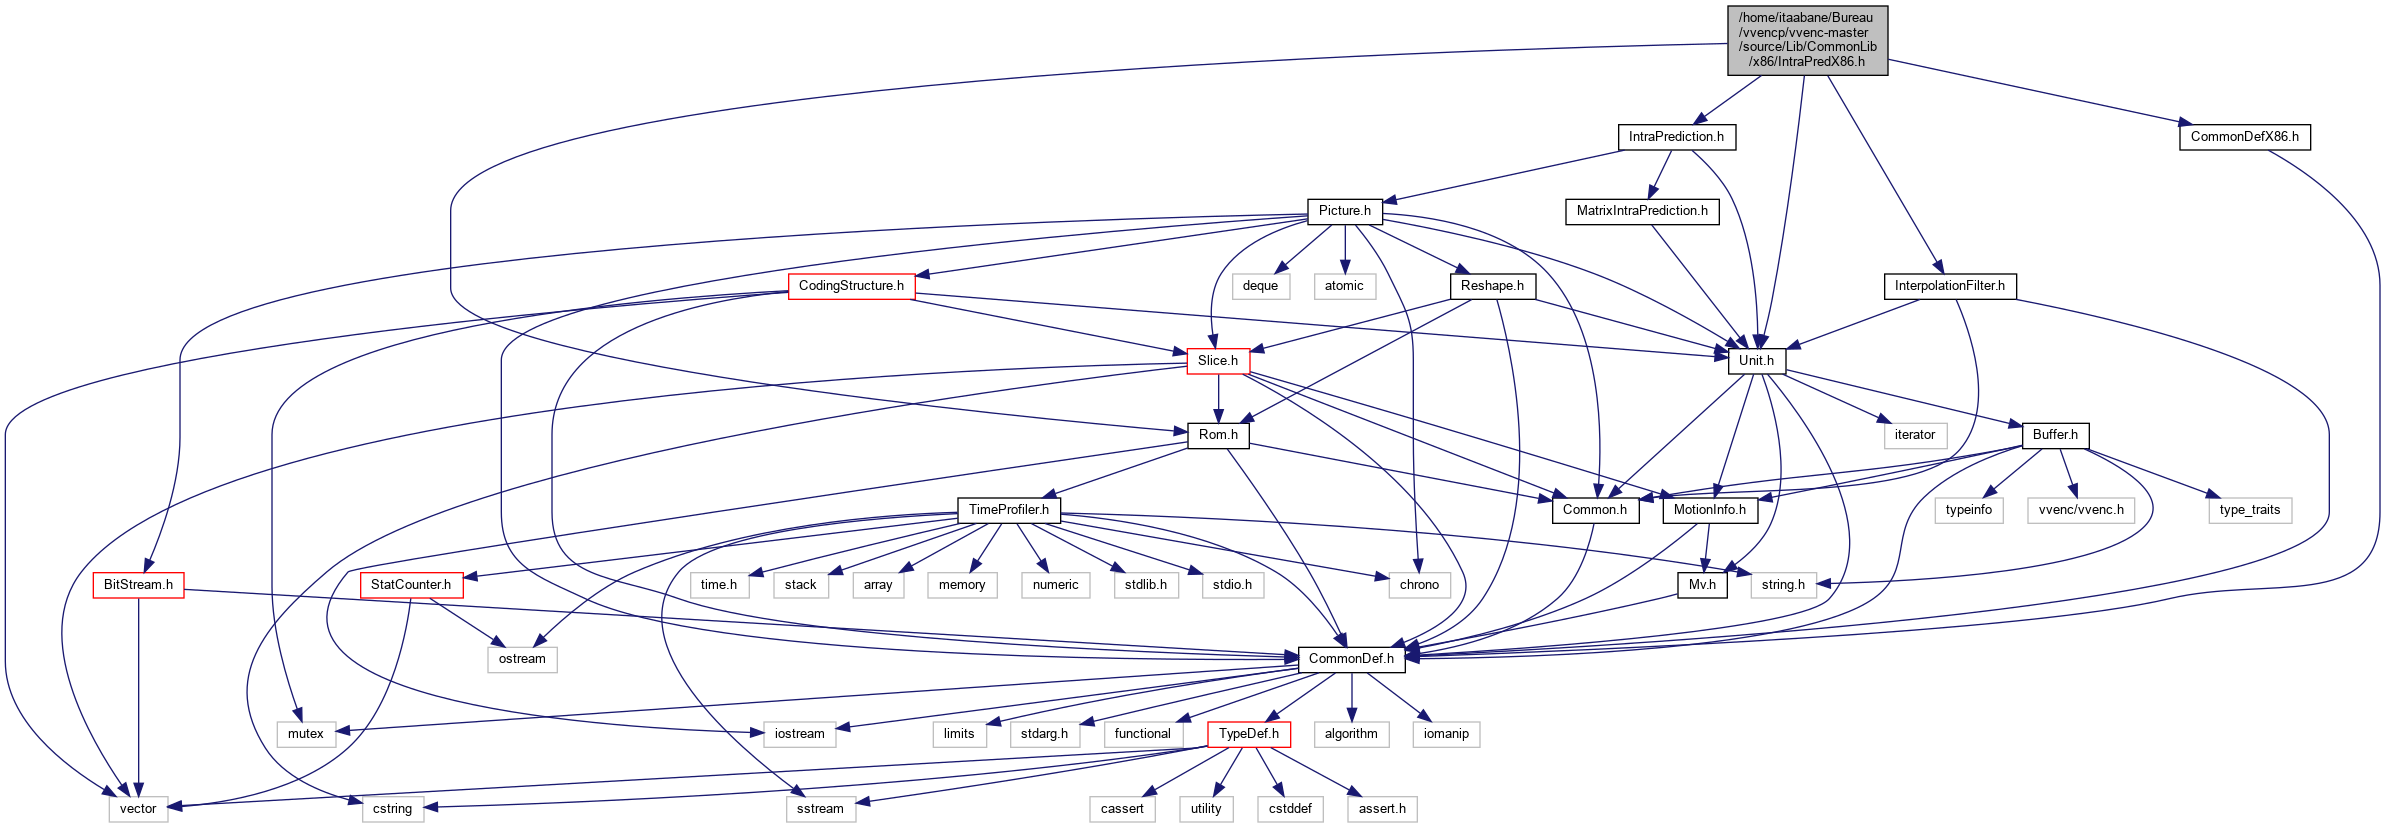 /home/itaabane/Bureau
/vvencp/vvenc-master
/source/Lib/CommonLib
/x86/IntraPredX86.h
IntraPrediction.h
CommonDefX86.h
Picture.h
MatrixIntraPrediction.h
CodingStructure.h
deque
atomic
Reshape.h
InterpolationFilter.h
Slice.h
Unit.h
Rom.h
iterator
Buffer.h
TimeProfiler.h
Common.h
MotionInfo.h
typeinfo
vvenc/vvenc.h
type_traits
BitStream.h
StatCounter.h
time.h
stack
array
memory
numeric
stdlib.h
stdio.h
chrono
Mv.h
string.h
ostream
CommonDef.h
mutex
iostream
limits
stdarg.h
functional
TypeDef.h
algorithm
iomanip
vector
cstring
sstream
cassert
utility
cstddef
assert.h